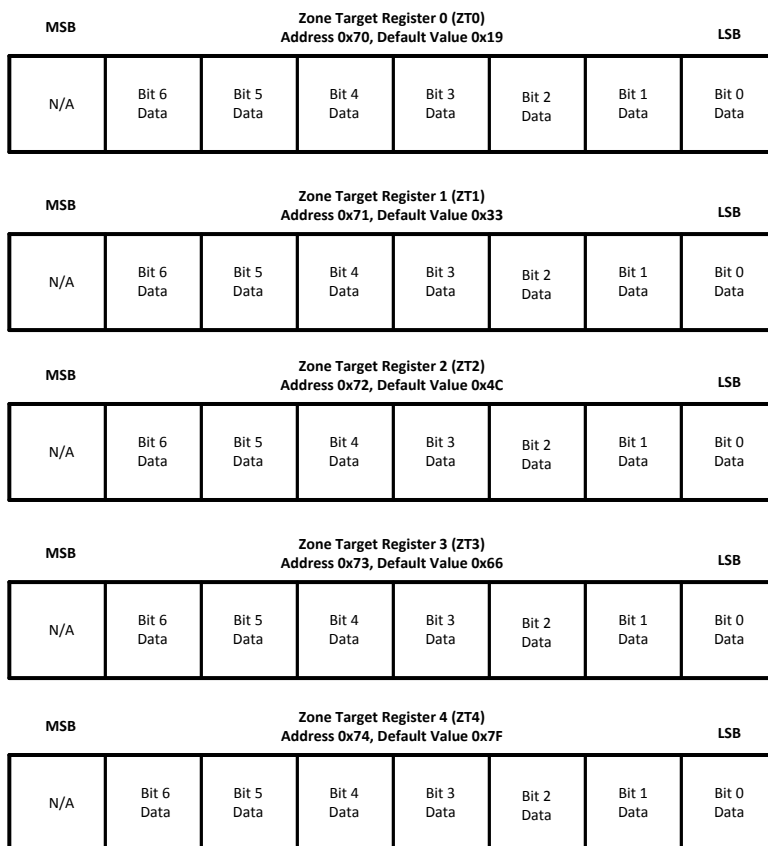 MSB
Zone Target Register 0 (ZT0)
Address 0x70, Default Value 0x19
LSB
N/A
Bit 6 Data
Bit 5 Data
Bit 4 Data
Bit 3 Data
Bit 2 Data
Bit 1 Data
Bit 0 Data
MSB
Zone Target Register 1 (ZT1)
Address 0x71, Default Value 0x33
LSB
N/A
Bit 6 Data
Bit 5 Data
Bit 4 Data
Bit 3 Data
Bit 2 Data
Bit 1 Data
Bit 0 Data
MSB
Zone Target Register 2 (ZT2)
Address 0x72, Default Value 0x4C
LSB
N/A
Bit 6 Data
Bit 5 Data
Bit 4 Data
Bit 3 Data
Bit 2 Data
Bit 1 Data
Bit 0 Data
MSB
Zone Target Register 3 (ZT3)
Address 0x73, Default Value 0x66
LSB
N/A
Bit 6 Data
Bit 5 Data
Bit 4 Data
Bit 3 Data
Bit 2 Data
Bit 1 Data
Bit 0 Data
MSB
Zone Target Register 4 (ZT4)
Address 0x74, Default Value 0x7F
LSB
N/A
Bit 6 Data
Bit 5 Data
Bit 4 Data
Bit 3 Data
Bit 2 Data
Bit 1 Data
Bit 0 Data